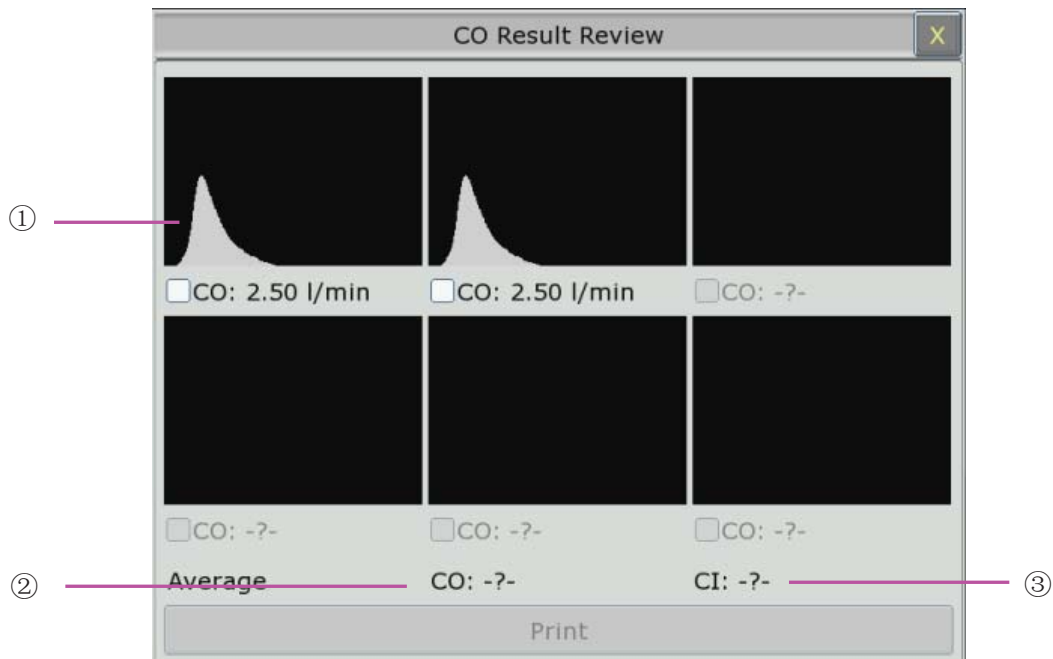 CO Result Review X
①
CO: 2.50 l/min CO: 2.50 l/min CO: -?-
CO: -?- CO: -?- CO: -?-
② Average CO: -?- CI: -?- ③
Print